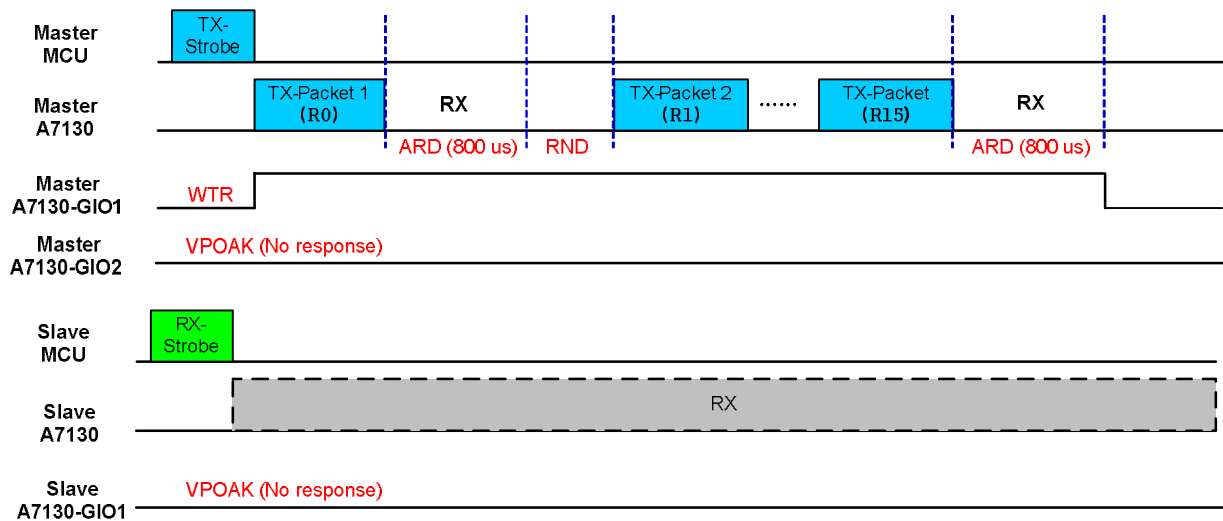 Master
MCU
TX-
Strobe
Master
A7130
TX-Packet 1
(R0)
RX
TX-Packet 2
(R1)
......
TX-Packet
(R15)
RX
ARD (800 us)
RND
ARD (800 us)
Master
A7130-GIO1
WTR
Master
A7130-GIO2
VPOAK (No response)
Slave
MCU
RX-
Strobe
Slave
A7130
RX
Slave
A7130-GIO1
VPOAK (No response)